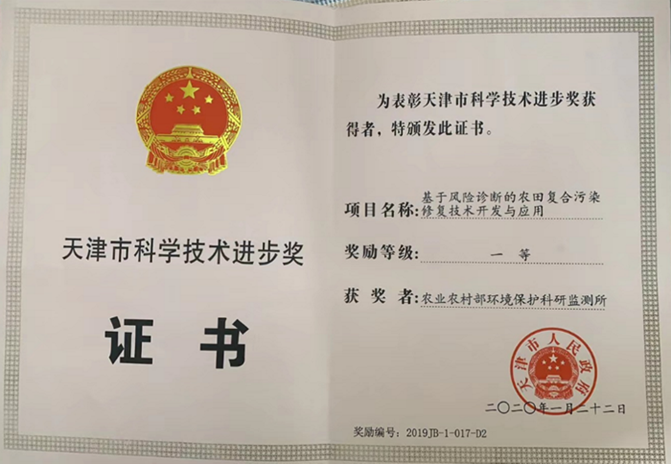 天津市科学技术进步奖
证书
为表彰天津市科学技术进步奖获
得者，特颁发此证书。
基于风险诊断的农田复合污染
项目名称:修复技术开发与应用
奖励等级: 一等
获奖者:农业农村部环境保护科研监测所
天津市人民政府
二〇二〇年一月二十二日
奖励编号: 2019JB-1-017-D2